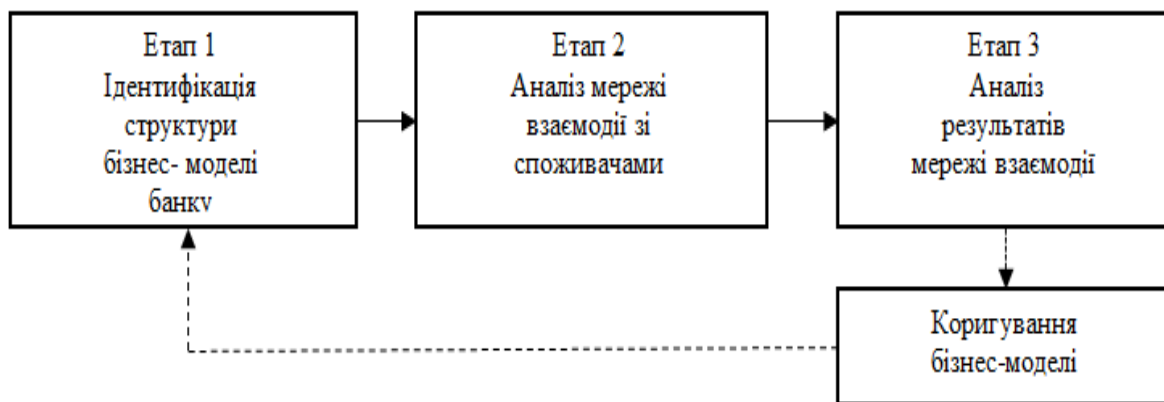 Етап 1
Ідентифікація
структури
бізнес- моделі
банку
Етап 2
Аналіз мережі
взаємодії зі
споживачами
Етап 3
Аналіз
результатів
мережі взаємодії
Коригування
бізнес-моделі